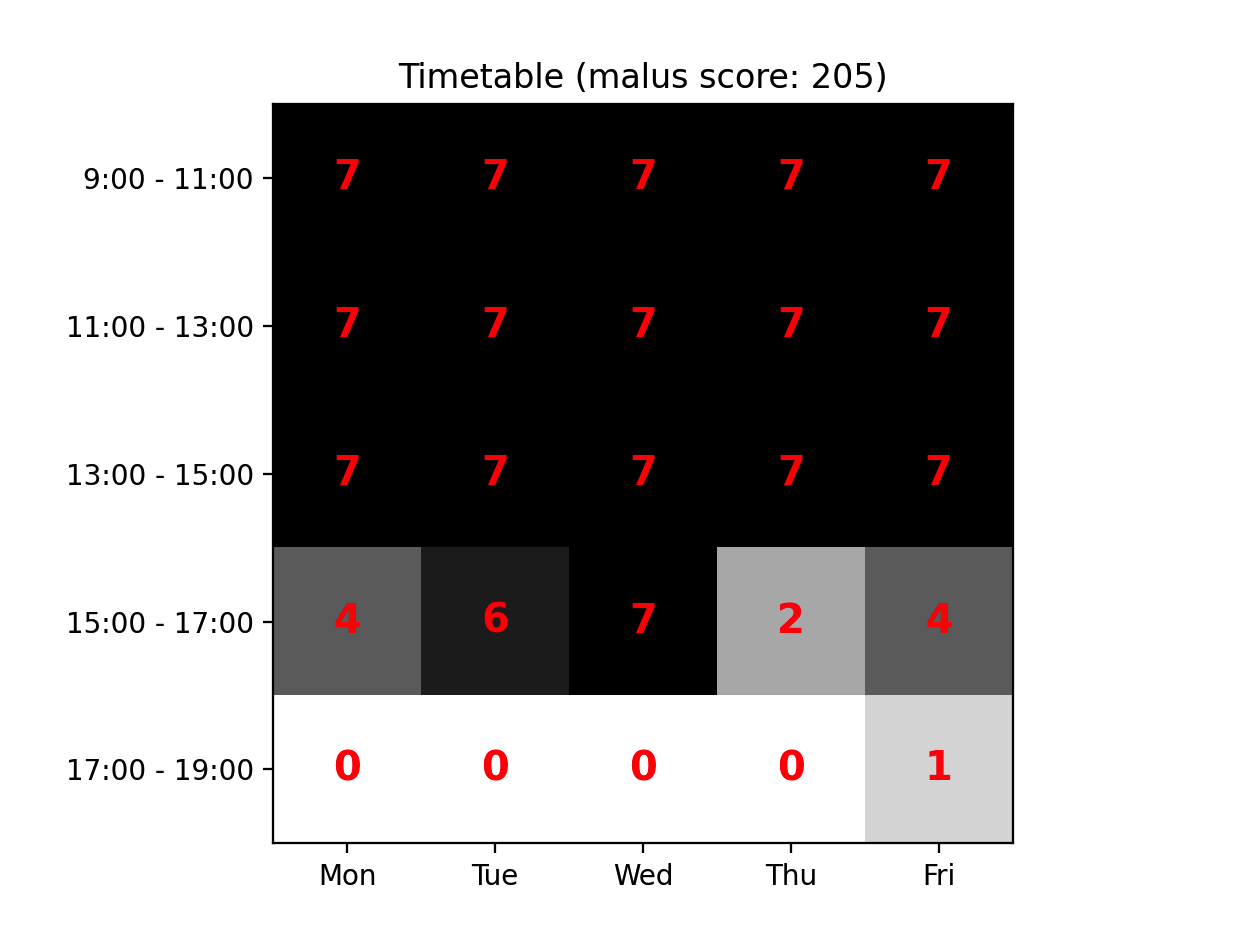 Timetable (malus score: 205)
9:00 - 11:00 7 7 7 7 7
11:00 - 13:00 7 7 7 7 7
13:00 - 15:00 7 7 7 7 7
15:00 - 17:00 4 6 7 2 4
17:00 - 19:00 0 0 0 0 1
Mon Tue Wed Thu Fri